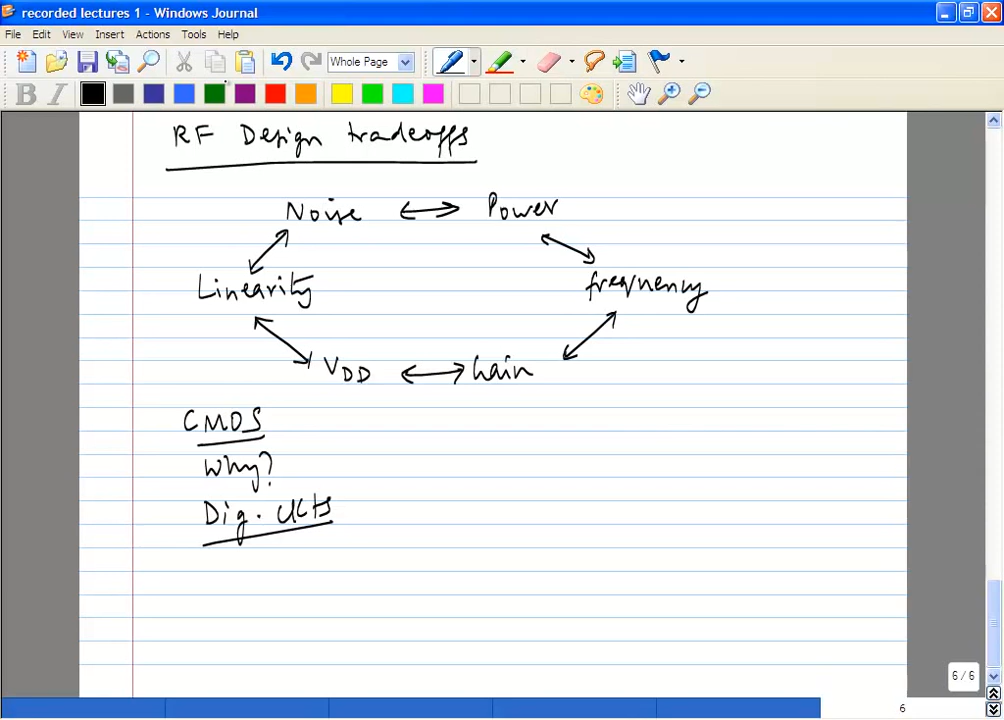 recorded lectures 1 - Windows Journal
File Edit View Insert Actions Tools Help
Whole Page
B I
RF Design tradeoffs
Noise Power
Linearity frequency
VDD Gain
CMOS
Why?
Dig. Ckts
6 / 6
6